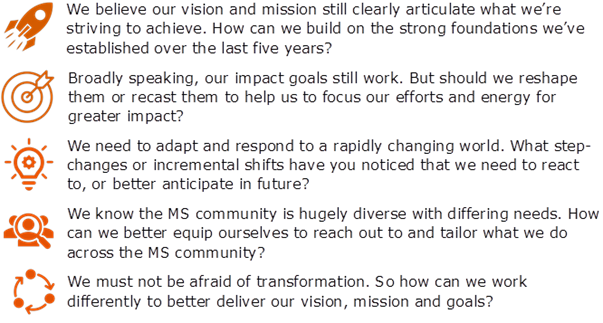 We believe our vision and mission still clearly articulate what we're
striving to achieve. How can we build on the strong foundations we've
established over the last five years?
Broadly speaking, our impact goals still work. But should we reshape
them or recast them to help us to focus our efforts and energy for
greater impact?
We need to adapt and respond to a rapidly changing world. What step-
changes or incremental shifts have you noticed that we need to react
to, or better anticipate in future?
We know the MS community is hugely diverse with differing needs. How
can we better equip ourselves to reach out to and tailor what we do
across the MS community?
We must not be afraid of transformation. So how can we work
differently to better deliver our vision, mission and goals?